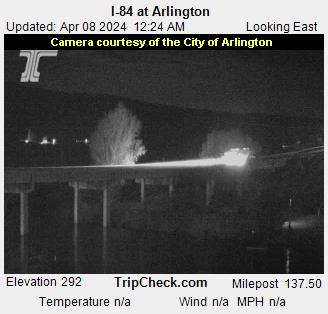 I-84 at Arlington
Updated: Apr 08 2024 12:24 AM Looking East
Camera courtesy of the City of Arlington
Elevation 292 TripCheck.com Milepost 137.50
Temperature n/a Wind n/a MPH n/a